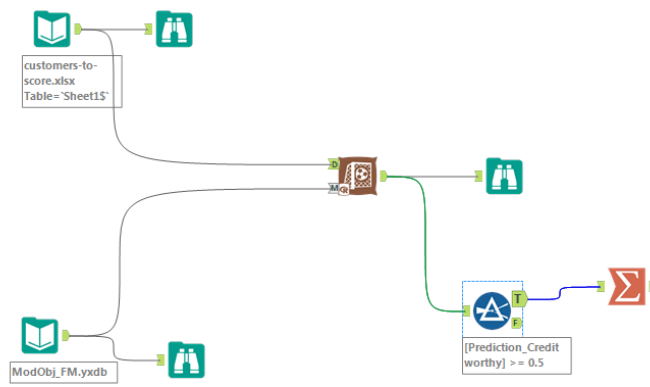 customers-to-
score.xlsx
Table=`Sheet1$`
D
M
R
T
F
[Prediction_Credit
worthy] >= 0.5
ModObj_FM.yxdb